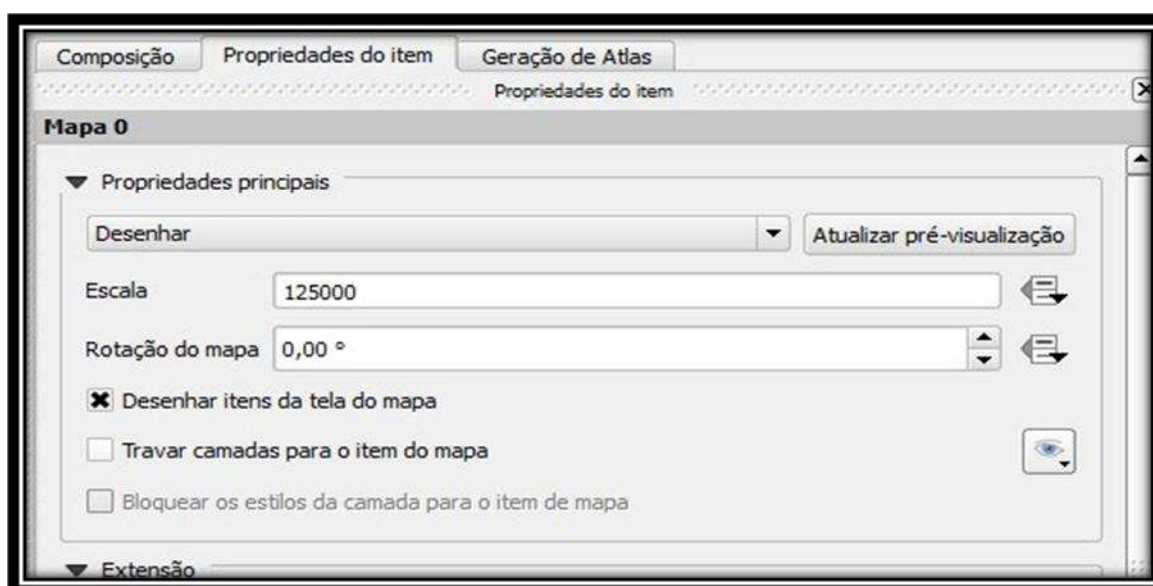 Composição Propriedades do item Geração de Atlas
Propriedades do item
Mapa 0
Propriedades principais
Desenhar Atualizar pré-visualização
Escala 125000
Rotação do mapa 0,00 °
Desenhar itens da tela do mapa
Travar camadas para o item do mapa
Bloquear os estilos da camada para o item de mapa
Extensão